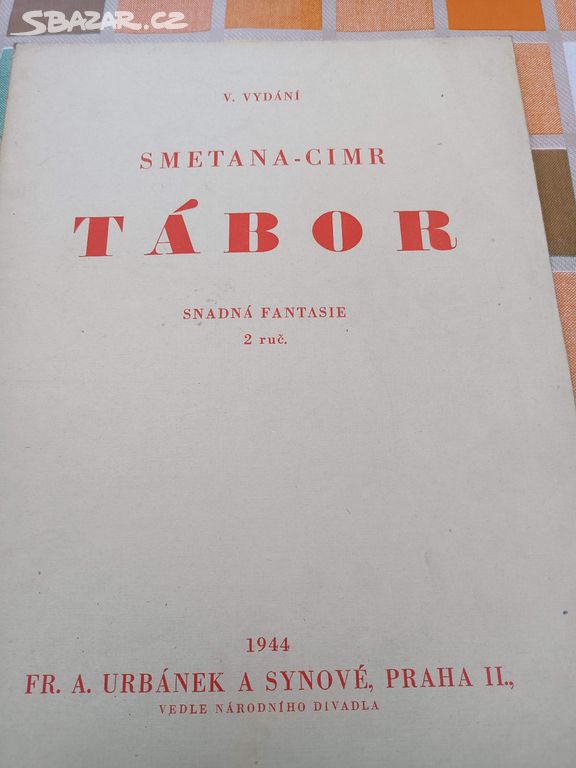 SBAZAR.CZ
V. VYDÁNÍ
SMETANA-CIMR
TÁBOR
SNADNÁ FANTASIE
2 ruč.
1944
FR. A. URBÁNEK A SYNOVÉ, PRAHA II.,
VEDLE NÁRODNÍHO DIVADLA